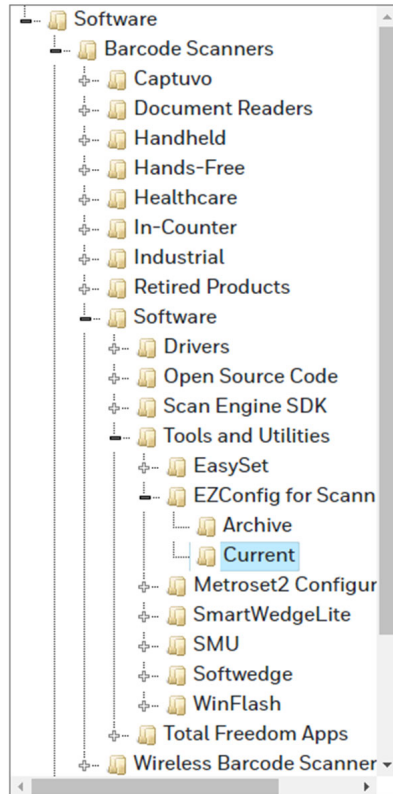 Software
Barcode Scanners
Captuvo
Document Readers
Handheld
Hands-Free
Healthcare
In-Counter
Industrial
Retired Products
Software
Drivers
Open Source Code
Scan Engine SDK
Tools and Utilities
EasySet
EZConfig for Scann
Archive
Current
Metroset2 Configur
SmartWedgeLite
SMU
Softwedge
WinFlash
Total Freedom Apps
Wireless Barcode Scanner